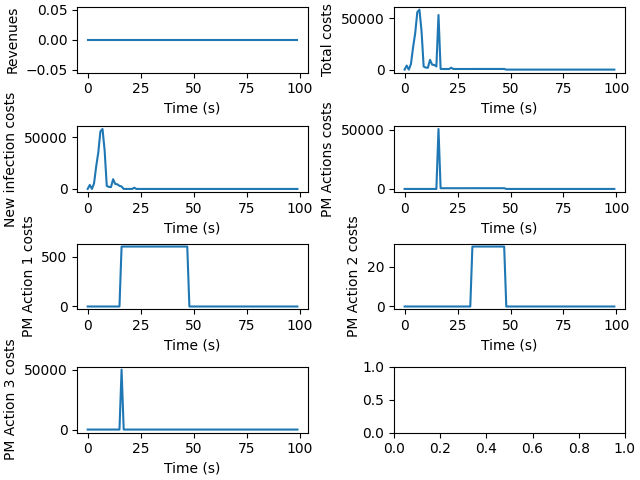 Revenues
0.05
0.00
−0.05
0 25 50 75 100
Time (s)
Total costs
50000
0
0 25 50 75 100
Time (s)
New infection costs
50000
0
0 25 50 75 100
Time (s)
PM Actions costs
50000
0
0 25 50 75 100
Time (s)
PM Action 1 costs
500
0
0 25 50 75 100
Time (s)
PM Action 2 costs
20
0
0 25 50 75 100
Time (s)
PM Action 3 costs
50000
0
0 25 50 75 100
Time (s)
1.0
0.5
0.0
0.0 0.2 0.4 0.6 0.8 1.0